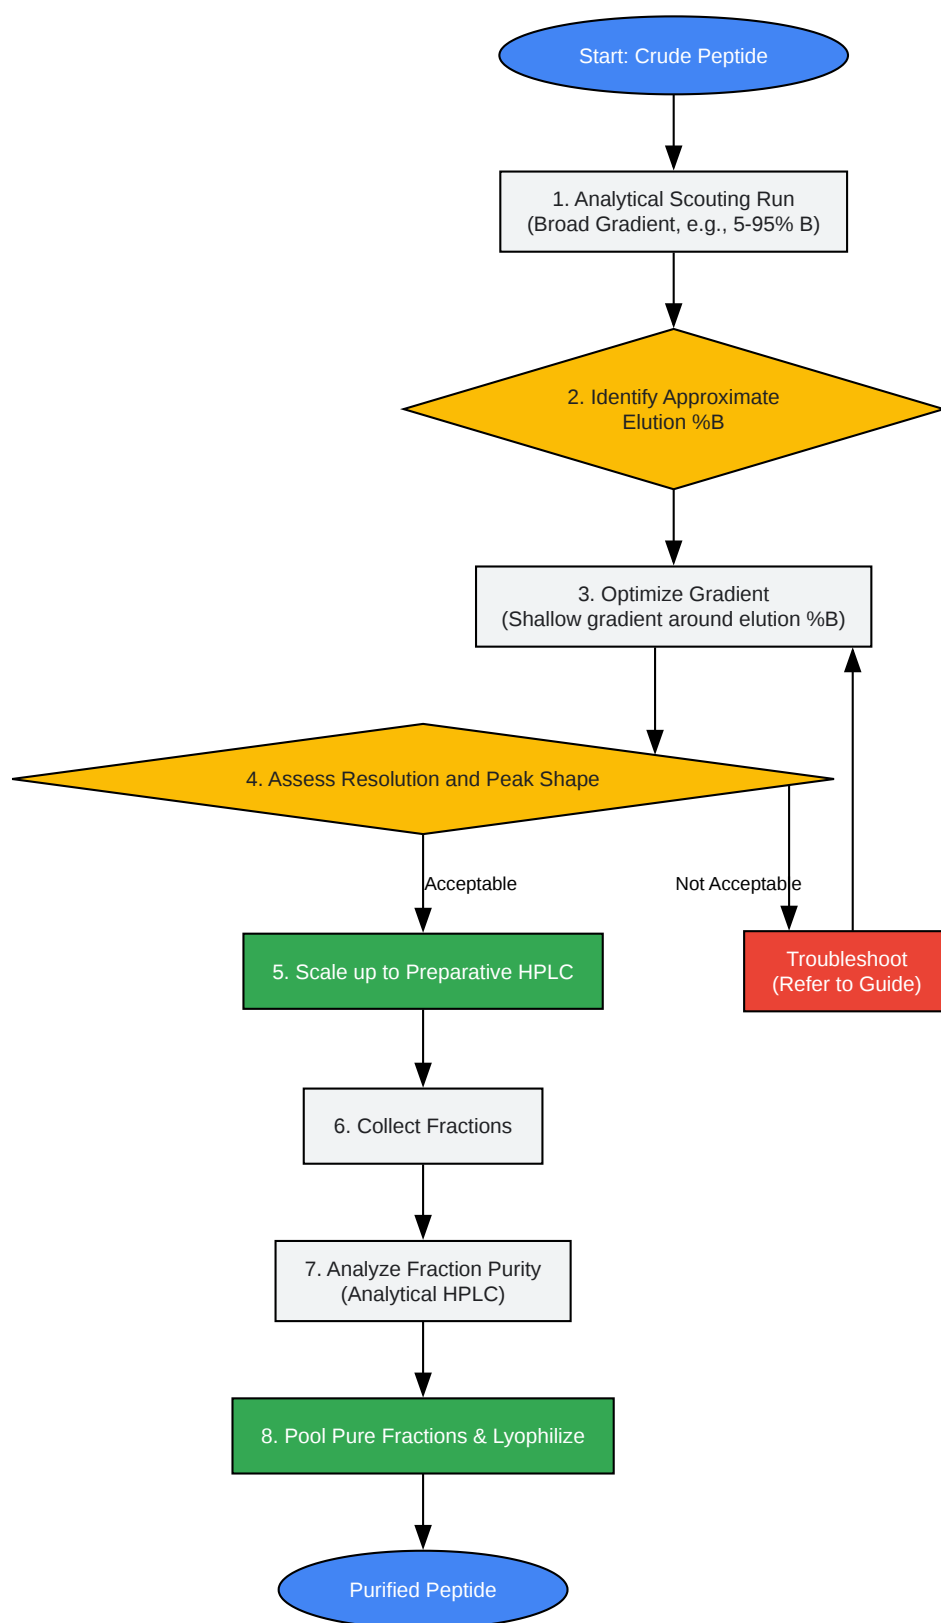 Start: Crude Peptide
1. Analytical Scouting Run
(Broad Gradient, e.g., 5-95% B)
2. Identify Approximate
Elution %B
3. Optimize Gradient
(Shallow gradient around elution %B)
4. Assess Resolution and Peak Shape
Acceptable
Not Acceptable
5. Scale up to Preparative HPLC
Troubleshoot
(Refer to Guide)
6. Collect Fractions
7. Analyze Fraction Purity
(Analytical HPLC)
8. Pool Pure Fractions & Lyophilize
Purified Peptide